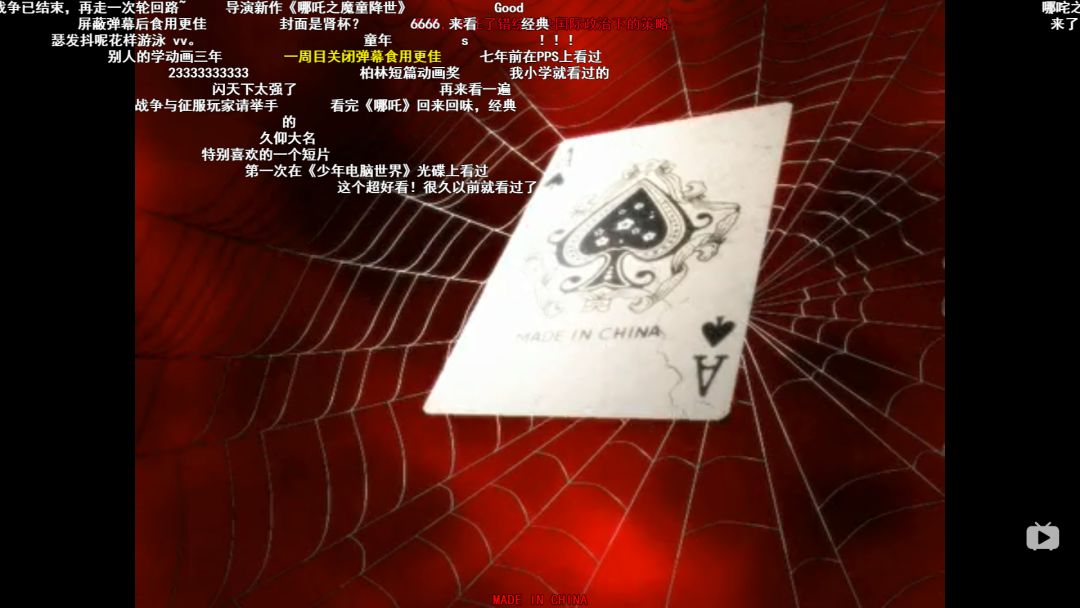 战争已结束，再走一次轮回路~ 导演新作《哪吒之魔童降世》 Good 哪咤之
屏蔽弹幕后食用更佳 封面是肾杯？ 6666 来看 经典 国际政治下的策略 来了
瑟发抖呢花样游泳 vv。 童年 s ！！！
别人的学动画三年 一周目关闭弹幕食用更佳 七年前在PPS上看过
23333333333 柏林短篇动画奖 我小学就看过的
闪天下太强了 再来看一遍
战争与征服玩家请举手 看完《哪吒》回来回味，经典
的
久仰大名
特别喜欢的一个短片
第一次在《少年电脑世界》光碟上看过
这个超好看！很久以前就看过了
MADE IN CHINA
A
MADE IN CHINA